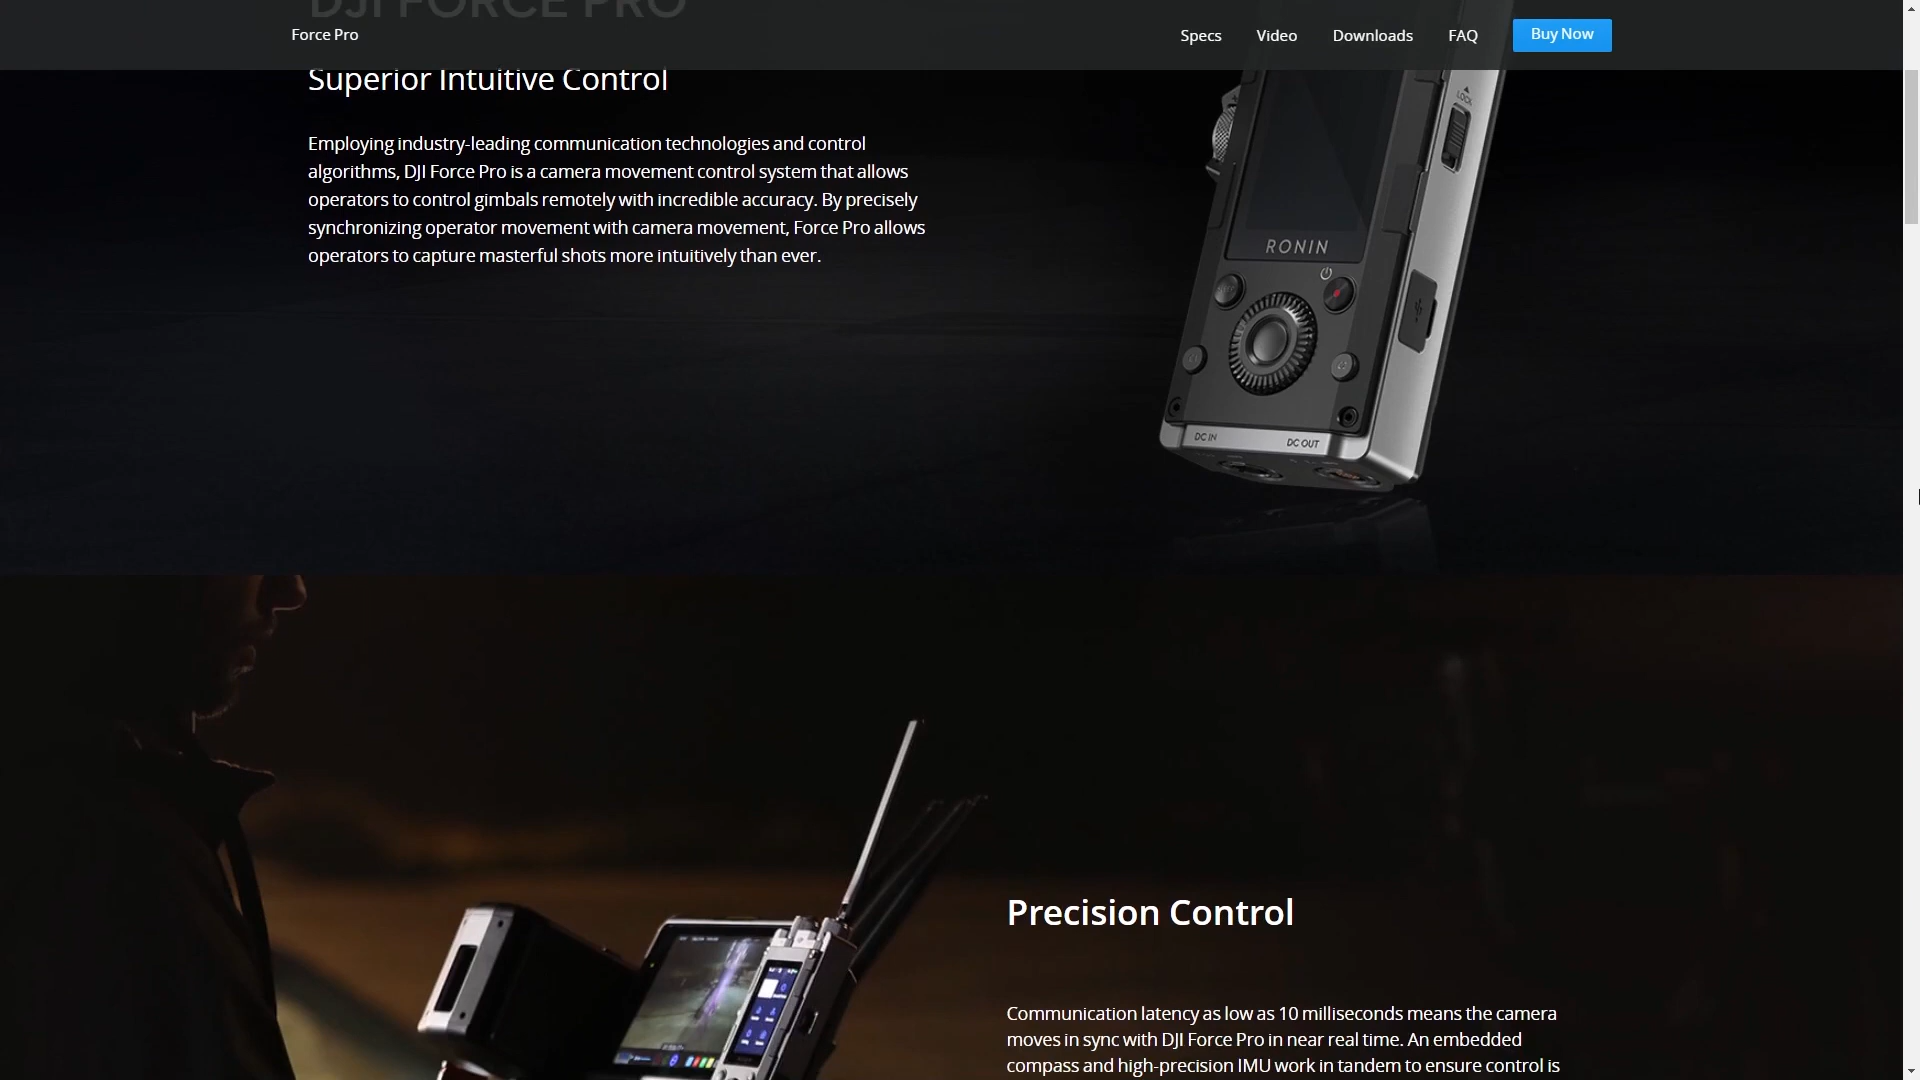 DJI FORCE PRO
Force Pro
Specs
Video
Downloads
FAQ
Buy Now
Superior Intuitive Control
Employing industry-leading communication technologies and control
algorithms, DJI Force Pro is a camera movement control system that allows
operators to control gimbals remotely with incredible accuracy. By precisely
synchronizing operator movement with camera movement, Force Pro allows
operators to capture masterful shots more intuitively than ever.
LOCK
RONIN
DC IN
DC OUT
Precision Control
Communication latency as low as 10 milliseconds means the camera
moves in sync with DJI Force Pro in near real time. An embedded
compass and high-precision IMU work in tandem to ensure control is